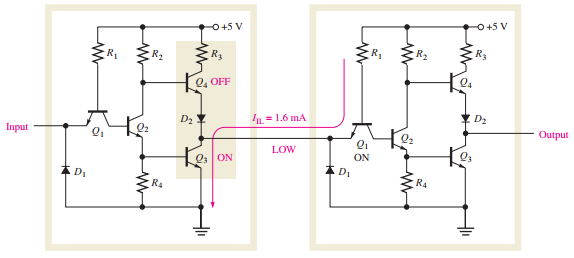 +5 V
R1
R2
R3
Q4 OFF
D2
Input
Q1
Q2
Q3 ON
D1
R4
IIL = 1.6 mA
LOW
+5 V
R1
R2
R3
Q4
D2
Q1
ON
Q2
Q3
Output
D1
R4